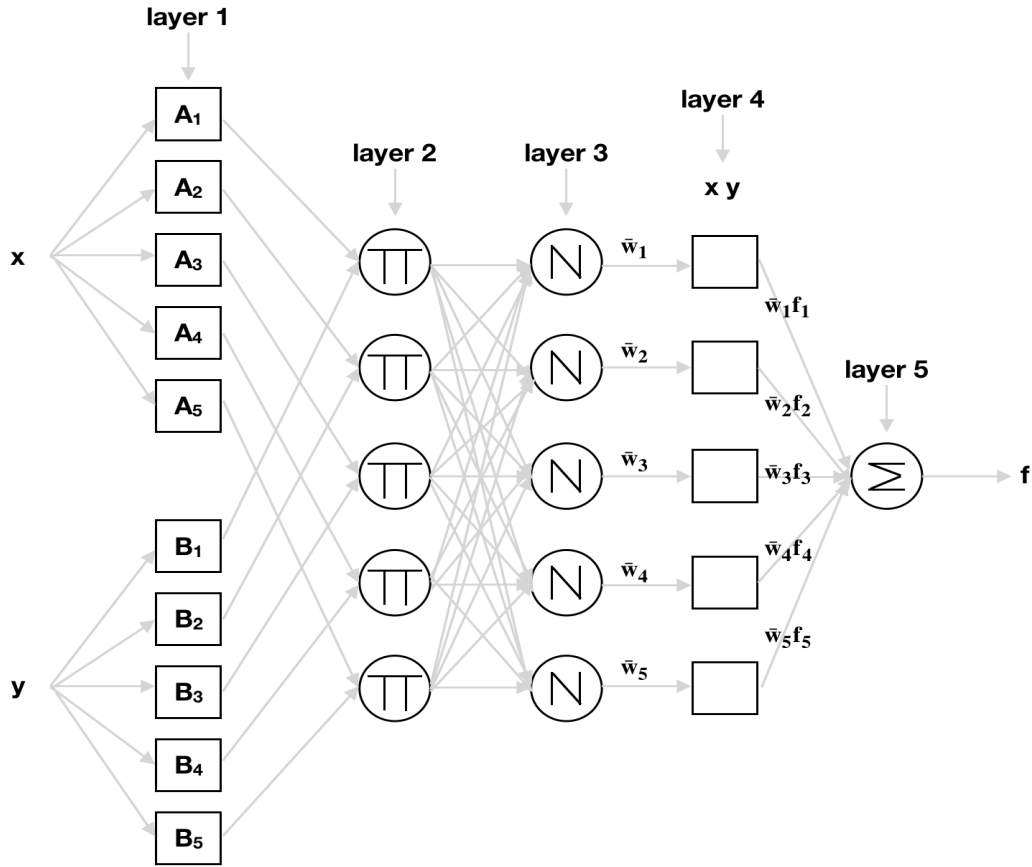 layer 1
A₁
A₂
A₃
A₄
A₅
x
B₁
B₂
B₃
B₄
B₅
y
layer 2
∏
∏
∏
∏
∏
layer 3
N
N
N
N
N
w̄₁
w̄₂
w̄₃
w̄₄
w̄₅
layer 4
x y
w̄₁f₁
w̄₂f₂
w̄₃f₃
w̄₄f₄
w̄₅f₅
layer 5
Σ
f